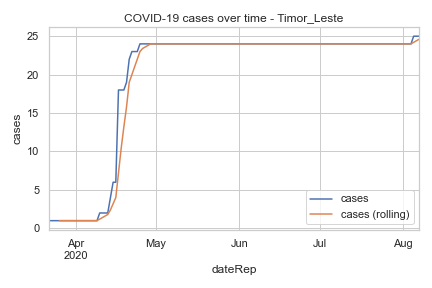 COVID-19 cases over time - Timor_Leste
25
20
15
10
5
0
cases
Apr
2020
May
Jun
Jul
Aug
dateRep
cases
cases (rolling)